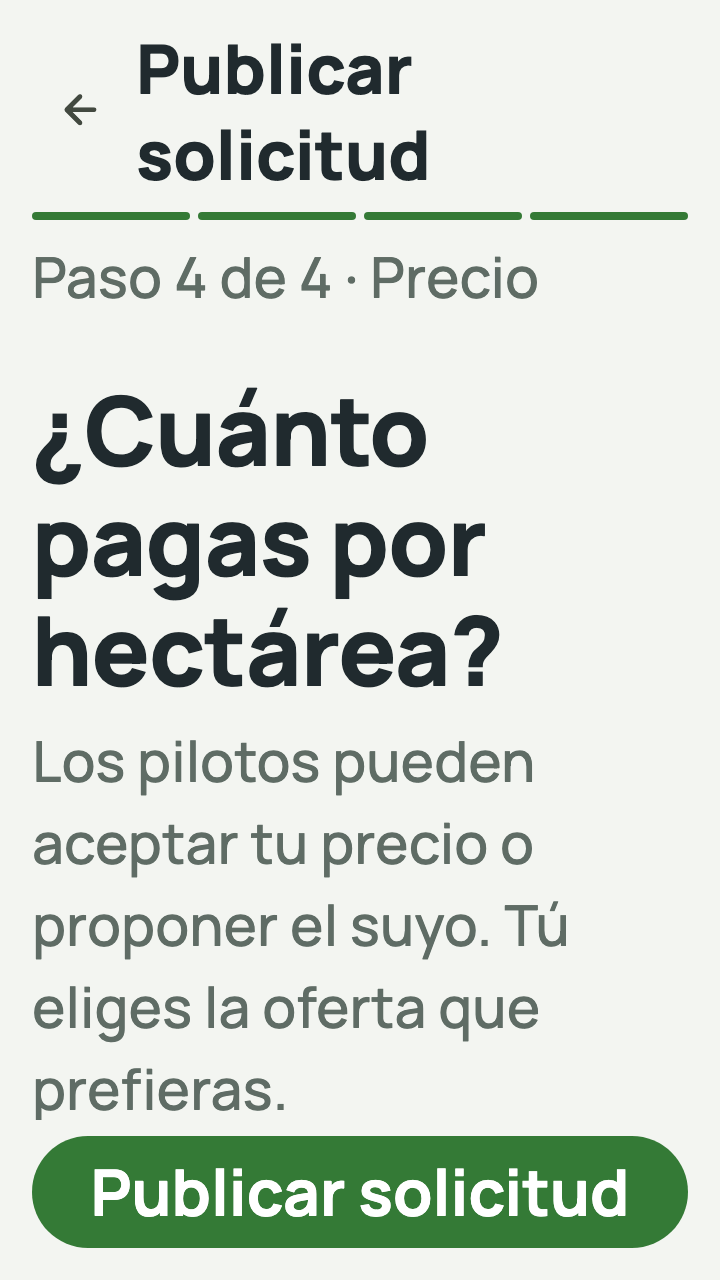 Publicar
solicitud
Paso 4 de 4 · Precio
¿Cuánto
pagas por
hectárea?
Los pilotos pueden
aceptar tu precio o
proponer el suyo. Tú
eliges la oferta que
prefieras.
Publicar solicitud